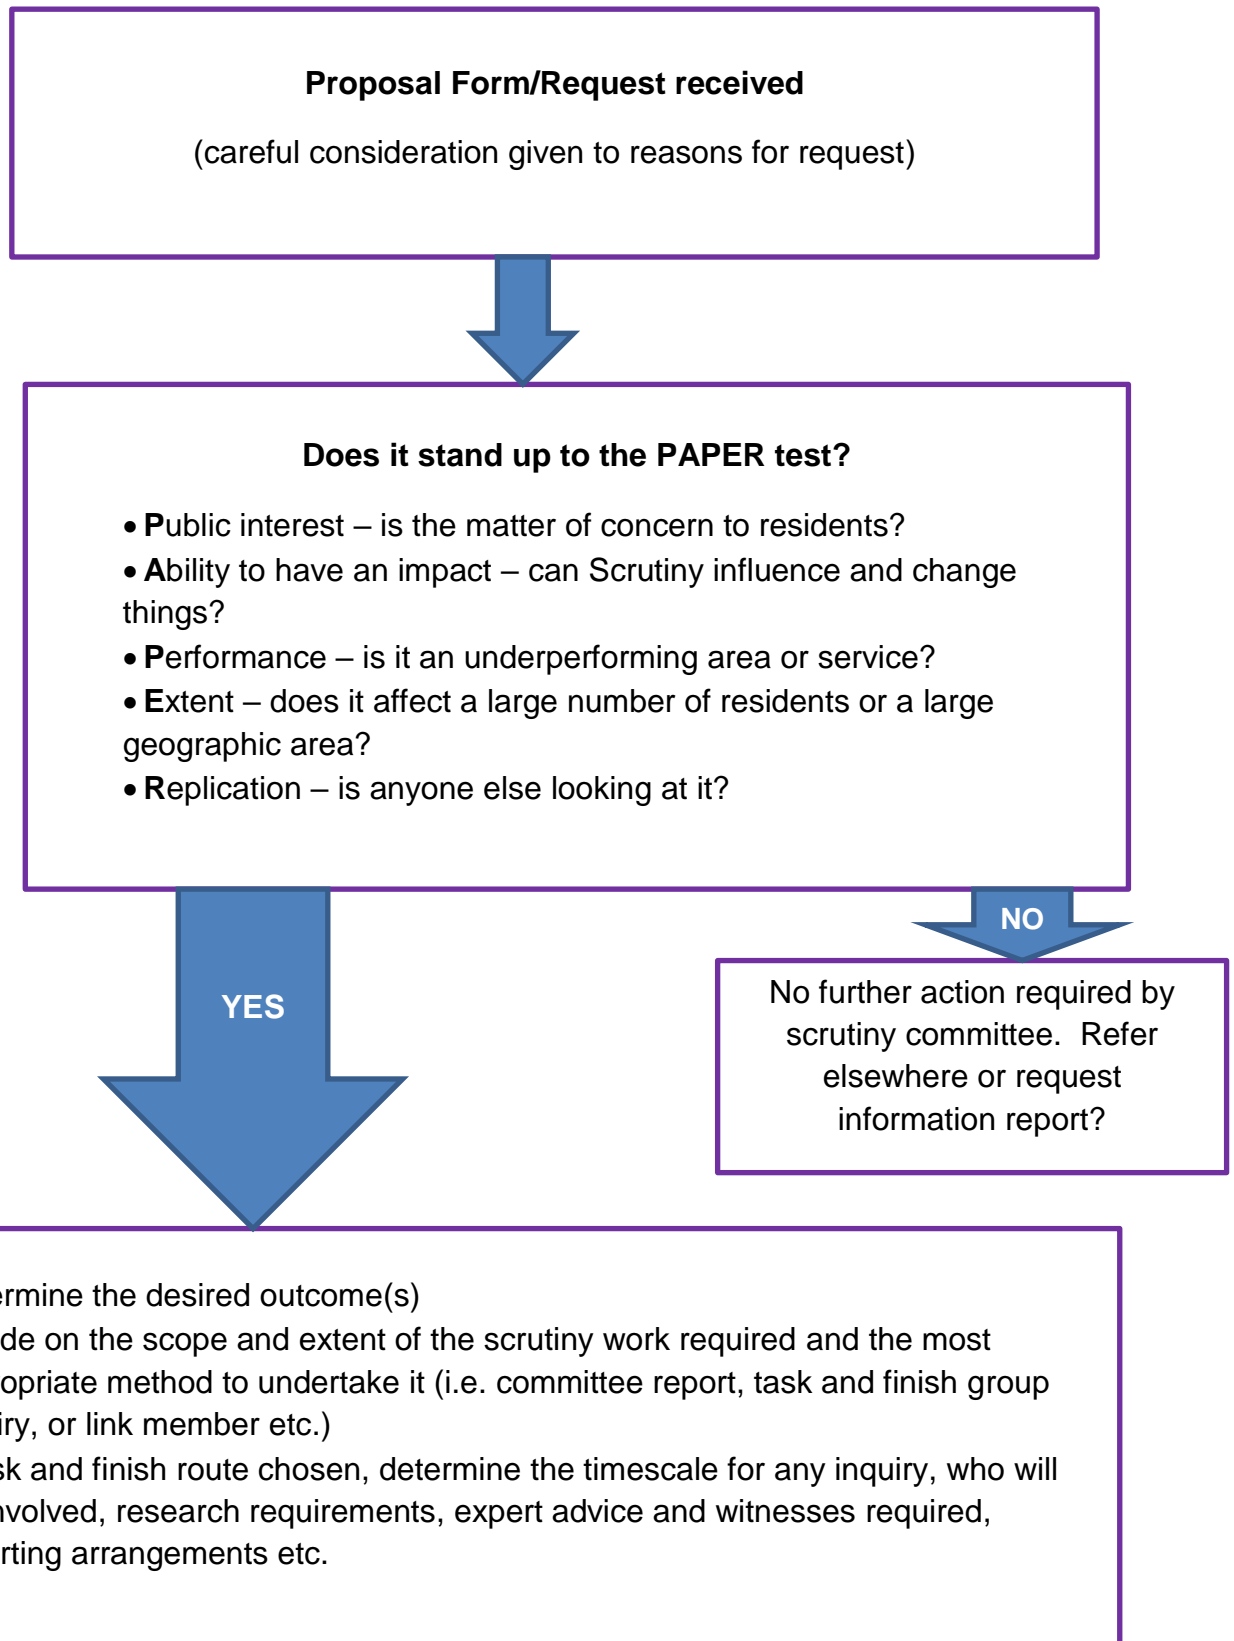 Proposal Form/Request received
(careful consideration given to reasons for request)
Does it stand up to the PAPER test?
• Public interest – is the matter of concern to residents?
• Ability to have an impact – can Scrutiny influence and change
things?
• Performance – is it an underperforming area or service?
• Extent – does it affect a large number of residents or a large
geographic area?
• Replication – is anyone else looking at it?
NO
YES
No further action required by
scrutiny committee. Refer
elsewhere or request
information report?
ermine the desired outcome(s)
de on the scope and extent of the scrutiny work required and the most
opriate method to undertake it (i.e. committee report, task and finish group
iry, or link member etc.)
sk and finish route chosen, determine the timescale for any inquiry, who will
nvolved, research requirements, expert advice and witnesses required,
rting arrangements etc.